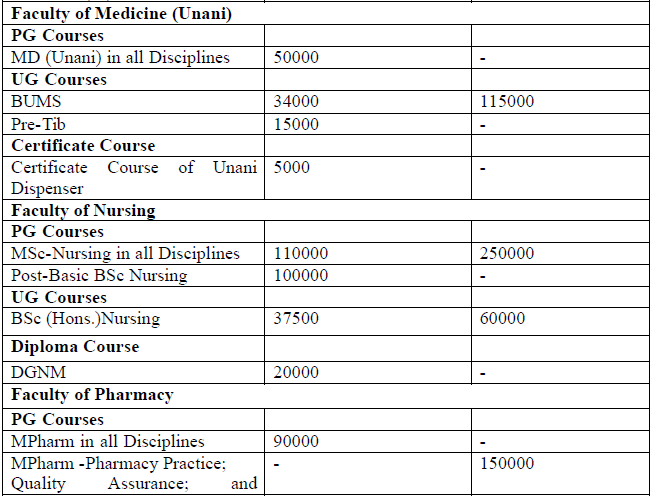 Faculty of Medicine (Unani)
PG Courses
MD (Unani) in all Disciplines 50000 -
UG Courses
BUMS 34000 115000
Pre-Tib 15000 -
Certificate Course
Certificate Course of Unani 5000 -
Dispenser
Faculty of Nursing
PG Courses
MSc-Nursing in all Disciplines 110000 250000
Post-Basic BSc Nursing 100000 -
UG Courses
BSc (Hons.)Nursing 37500 60000
Diploma Course
DGNM 20000 -
Faculty of Pharmacy
PG Courses
MPharm in all Disciplines 90000 -
MPharm -Pharmacy Practice; - 150000
Quality Assurance; and